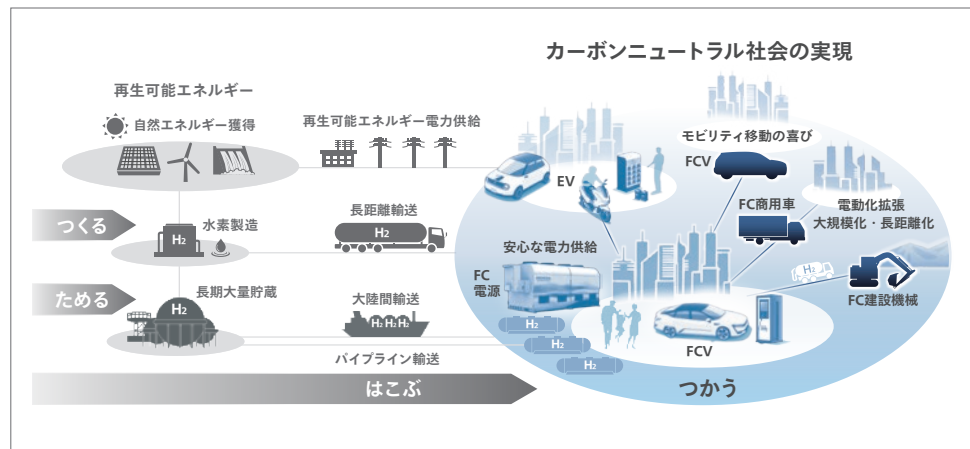 カーボンニュートラル社会の実現
再生可能エネルギー
自然エネルギー獲得
再生可能エネルギー電力供給
つくる
水素製造
H2
長距離輸送
H2
ためる
長期大量貯蔵
H2
大陸間輸送
H2 H2 H2
パイプライン輸送
はこぶ
EV
モビリティ移動の喜び
FCV
FC商用車
電動化拡張
大規模化・長距離化
安心な電力供給
FC
電源
H2
H2
H2
H2
FC建設機械
FCV
つかう